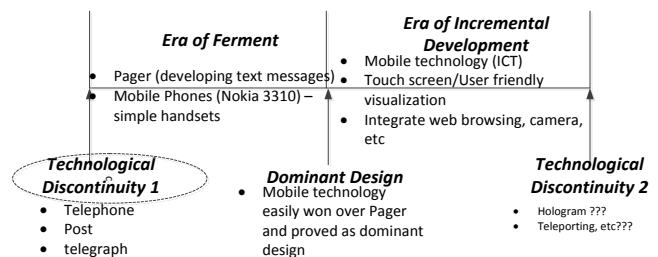 Era of Ferment
• Pager (developing text messages)
• Mobile Phones (Nokia 3310) –
simple handsets
Era of Incremental
Development
• Mobile technology (ICT)
• Touch screen/User friendly
visualization
• Integrate web browsing, camera,
etc
Technological
Discontinuity 1
• Telephone
• Post
• telegraph
Dominant Design
• Mobile technology
easily won over Pager
and proved as dominant
design
Technological
Discontinuity 2
• Hologram ???
• Teleporting, etc???